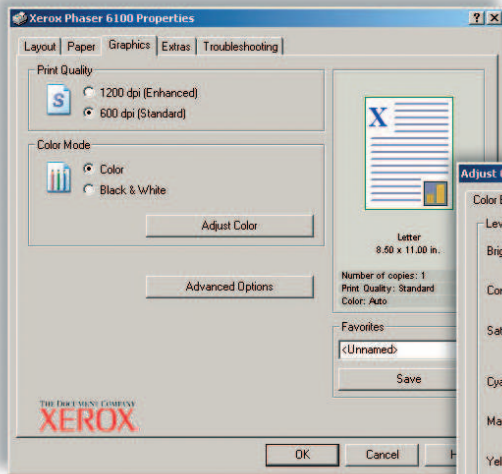 Xerox Phaser 6100 Properties
Layout Paper Graphics Extras Troubleshooting
Print Quality
S
1200 dpi (Enhanced)
600 dpi (Standard)
Color Mode
Color
Black & White
Adjust Color
Advanced Options
X
Letter
8.50 x 11.00 in.
Number of copies: 1
Print Quality: Standard
Color: Auto
Favorites
<Unnamed>
Save
THE DOCUMENT COMPANY
XEROX
OK Cancel H
Adjust
Color
Lev
Brig
Con
Sat
Cya
Ma
Yel